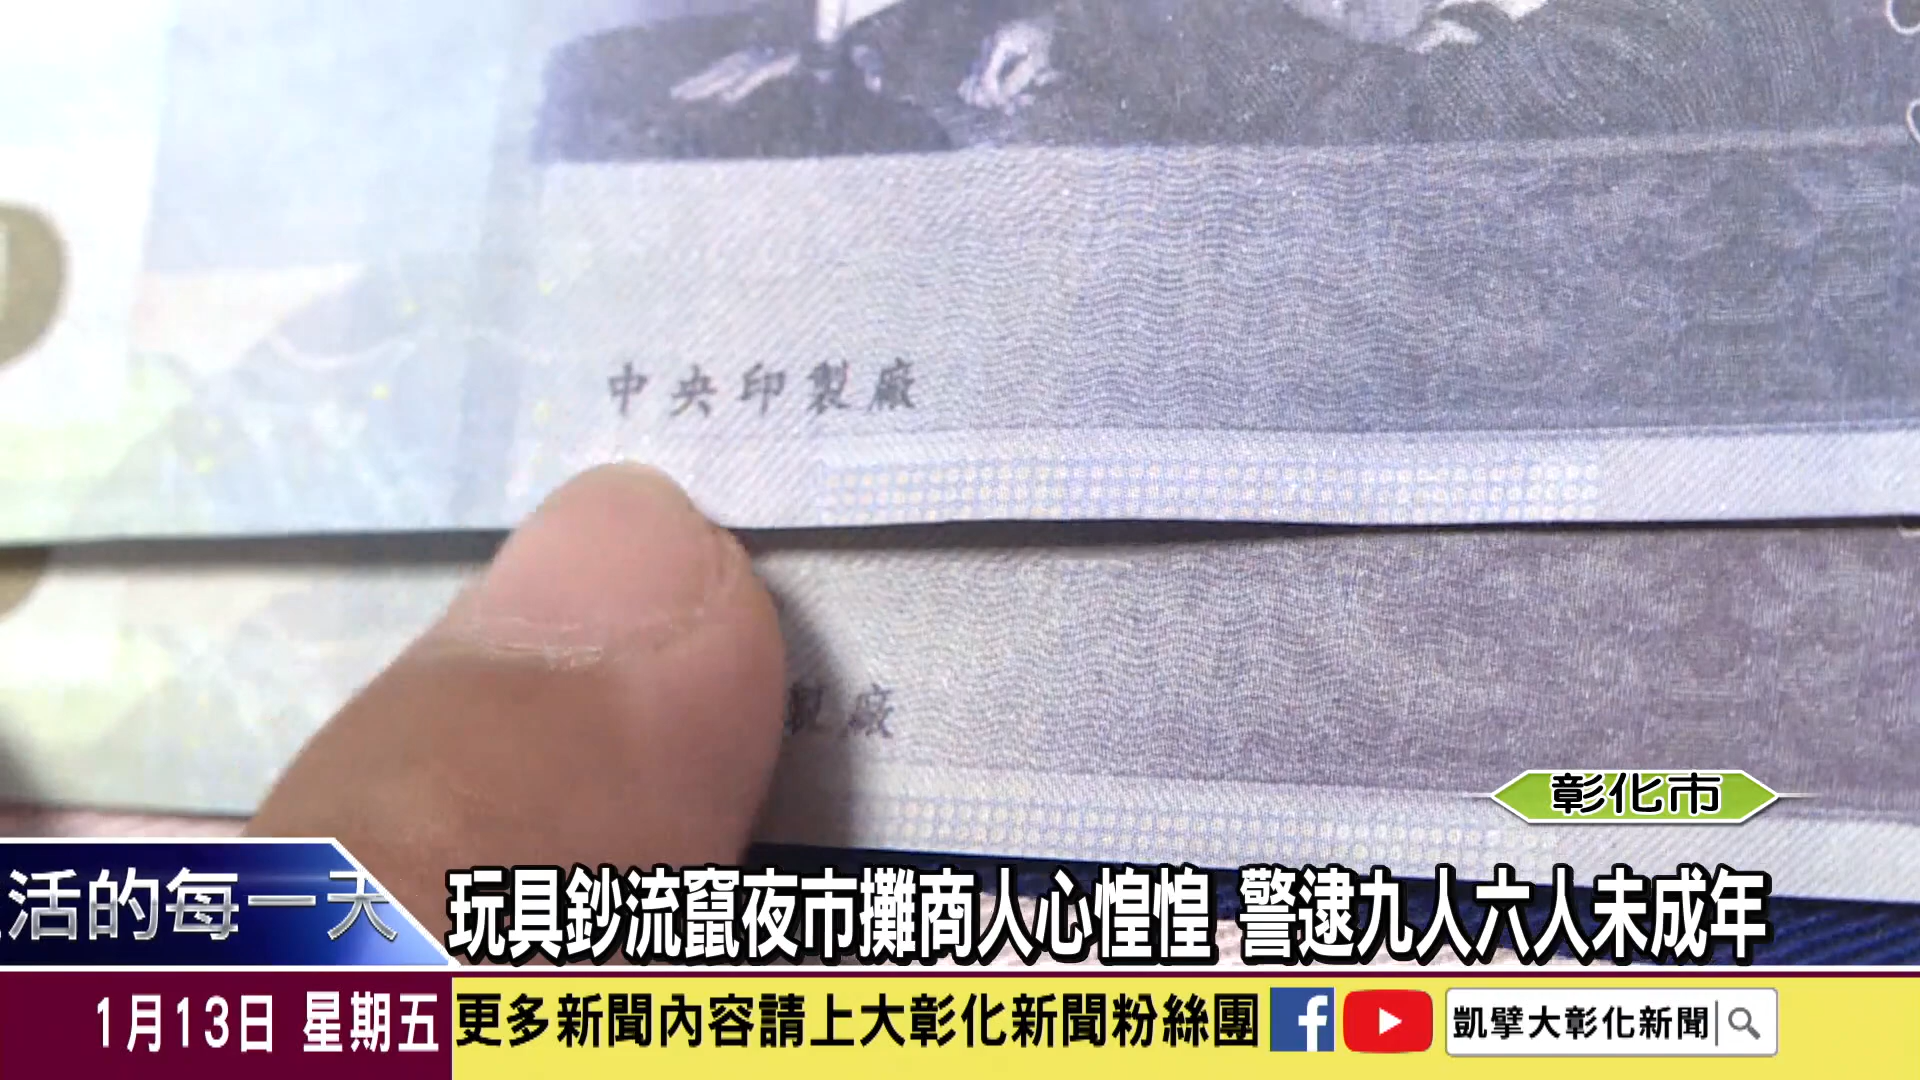 中央印製廠
製廠
彰化市
活的每一天
玩具鈔流竄夜市攤商人心惶惶 警逮九人六人未成年
1月13日 星期五
更多新聞內容請上大彰化新聞粉絲團
凱擘大彰化新聞